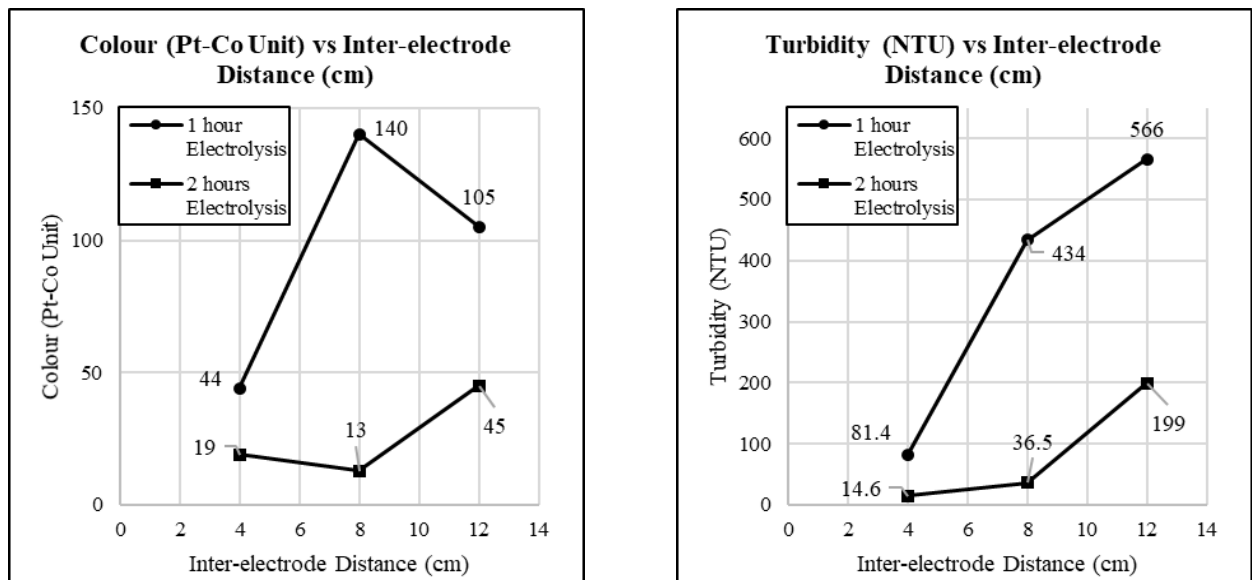 Colour (Pt-Co Unit) vs Inter-electrode
Distance (cm)
150
100
50
0
0 2 4 6 8 10 12 14
Colour (Pt-Co Unit)
Inter-electrode Distance (cm)
1 hour
Electrolysis
2 hours
Electrolysis
44
140
105
19
13
45
Turbidity (NTU) vs Inter-electrode
Distance (cm)
600
500
400
300
200
100
0
0 2 4 6 8 10 12 14
Turbidity (NTU)
Inter-electrode Distance (cm)
1 hour
Electrolysis
2 hours
Electrolysis
81.4
434
566
14.6
36.5
199